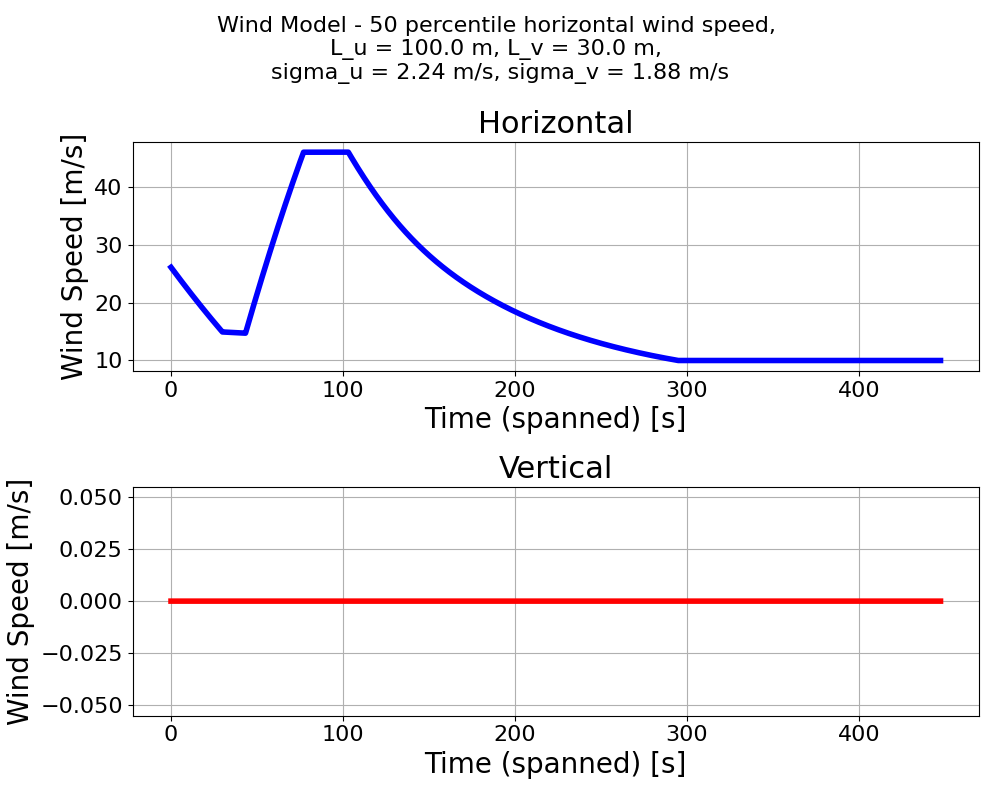 Wind Model - 50 percentile horizontal wind speed,
L_u = 100.0 m, L_v = 30.0 m,
sigma_u = 2.24 m/s, sigma_v = 1.88 m/s
Horizontal
Wind Speed [m/s]
40
30
20
10
0 100 200 300 400
Time (spanned) [s]
Vertical
Wind Speed [m/s]
0.050
0.025
0.000
−0.025
−0.050
0 100 200 300 400
Time (spanned) [s]